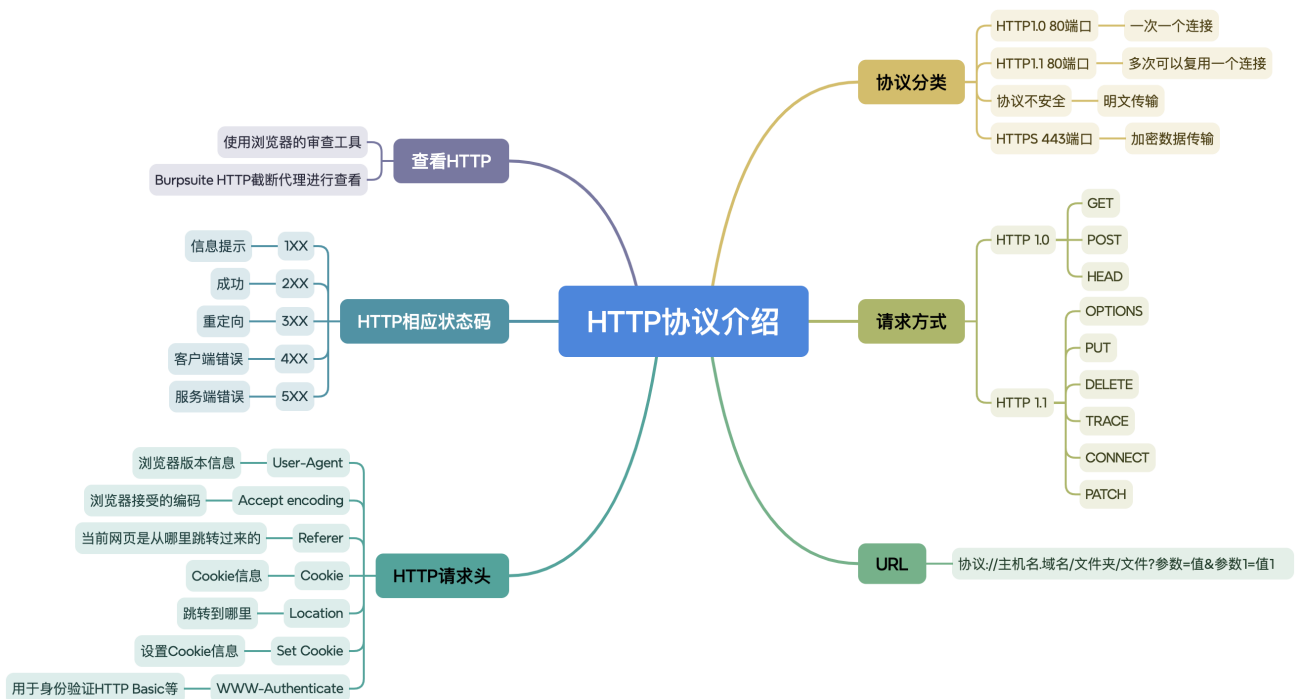 HTTP协议介绍
协议分类
HTTP1.0 80端口
一次一个连接
HTTP1.1 80端口
多次可以复用一个连接
协议不安全
明文传输
HTTPS 443端口
加密数据传输
请求方式
HTTP 1.0
GET
POST
HEAD
HTTP 1.1
OPTIONS
PUT
DELETE
TRACE
CONNECT
PATCH
URL
协议://主机名.域名/文件夹/文件?参数=值&参数1=值1
查看HTTP
使用浏览器的审查工具
Burpsuite HTTP截断代理进行查看
HTTP相应状态码
1XX
信息提示
2XX
成功
3XX
重定向
4XX
客户端错误
5XX
服务端错误
HTTP请求头
User-Agent
浏览器版本信息
Accept encoding
浏览器接受的编码
Referer
当前网页是从哪里跳转过来的
Cookie
Cookie信息
Location
跳转到哪里
Set Cookie
设置Cookie信息
WWW-Authenticate
用于身份验证HTTP Basic等